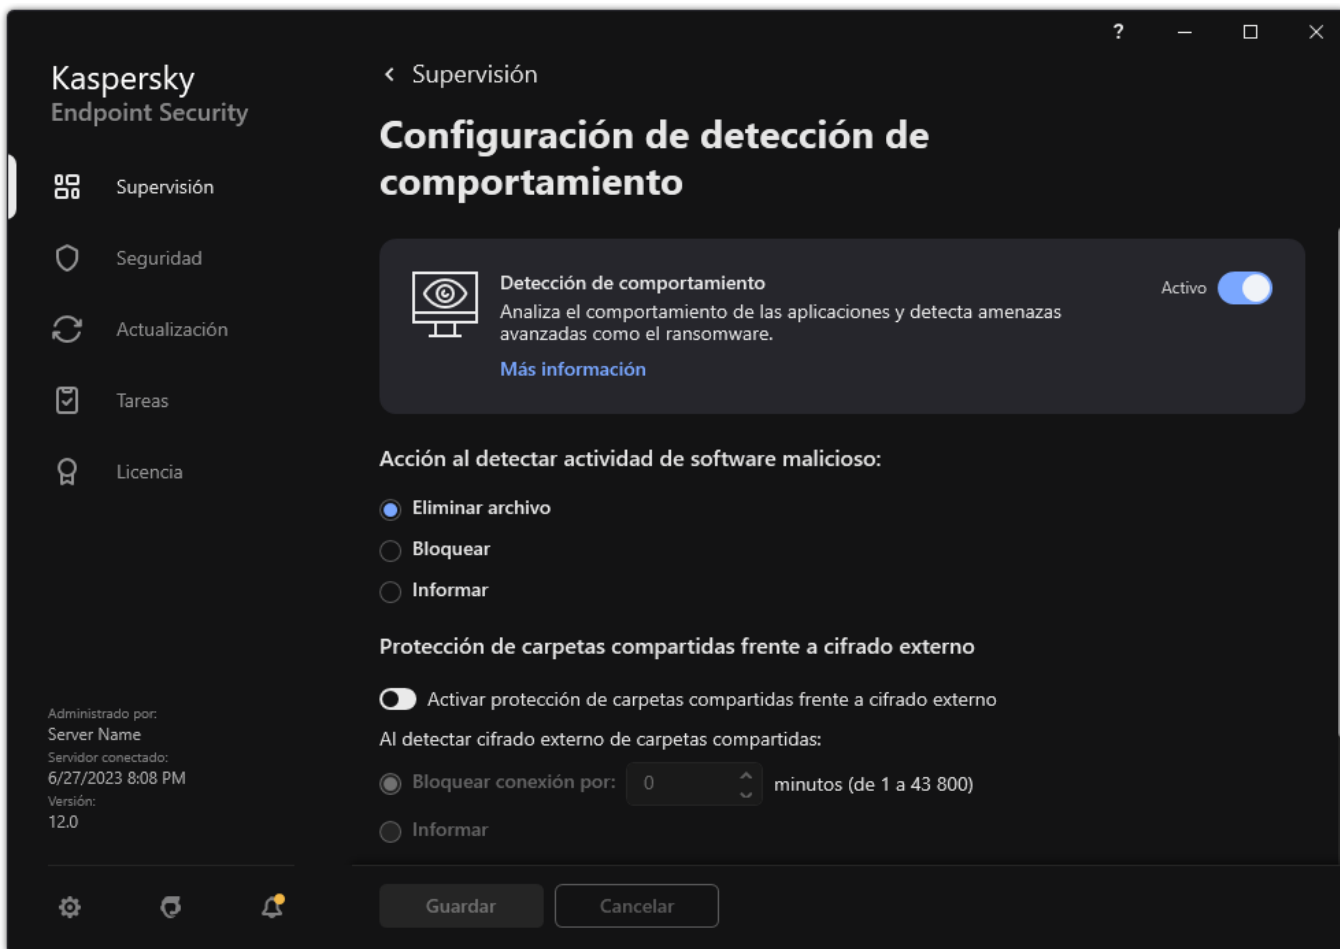 ?
Kaspersky
Endpoint Security
Supervisión
Seguridad
Actualización
Tareas
Licencia
Administrado por:
Server Name
Servidor conectado:
6/27/2023 8:08 PM
Versión:
12.0
Supervisión
Configuración de detección de
comportamiento
Detección de comportamiento
Activo
Analiza el comportamiento de las aplicaciones y detecta amenazas
avanzadas como el ransomware.
Más información
Acción al detectar actividad de software malicioso:
Eliminar archivo
Bloquear
Informar
Protección de carpetas compartidas frente a cifrado externo
Activar protección de carpetas compartidas frente a cifrado externo
Al detectar cifrado externo de carpetas compartidas:
Bloquear conexión por: 0 minutos (de 1 a 43 800)
Informar
Guardar
Cancelar